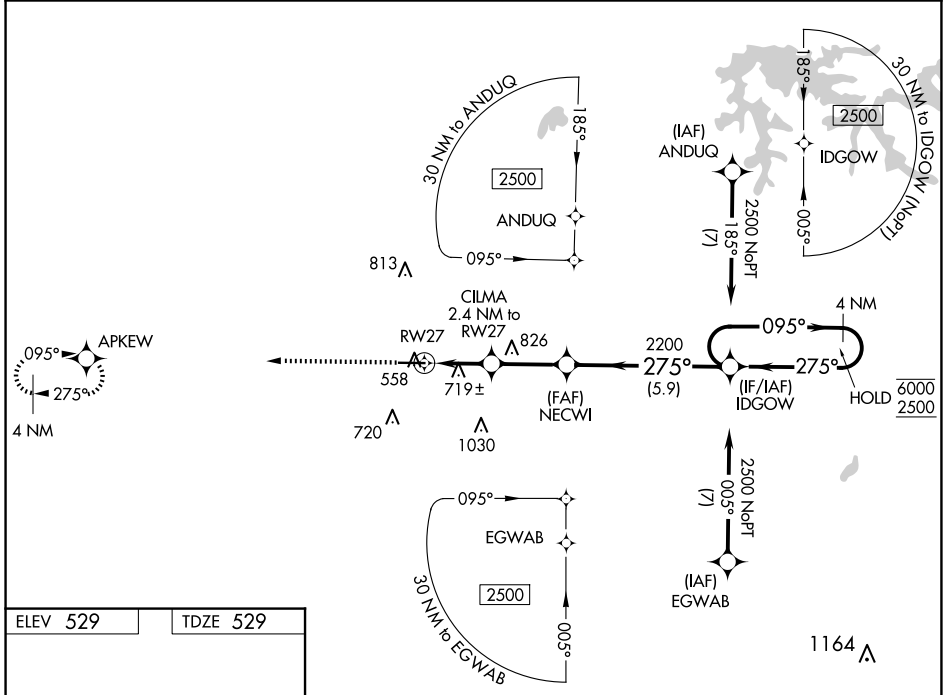 30 NM to ANDUQ
185°
2500
ANDUQ
095°
(IAF)
ANDUQ
2500 NoPT
185°
(7)
185°
30 NM to IDGOW (NoPT)
2500
IDGOW
005°
813
CILMA
2.4 NM to
RW27
RW27
826
4 NM
095°
095°
APKEW
275°
4 NM
558
719±
2200
275°
(5.9)
275°
(FAF)
NECWI
(IF/IAF)
IDGOW
HOLD
6000
2500
720
1030
095°
EGWAB
2500
005°
30 NM to EGWAB
2500 NoPT
005°
(7)
(IAF)
EGWAB
ELEV 529
TDZE 529
1164